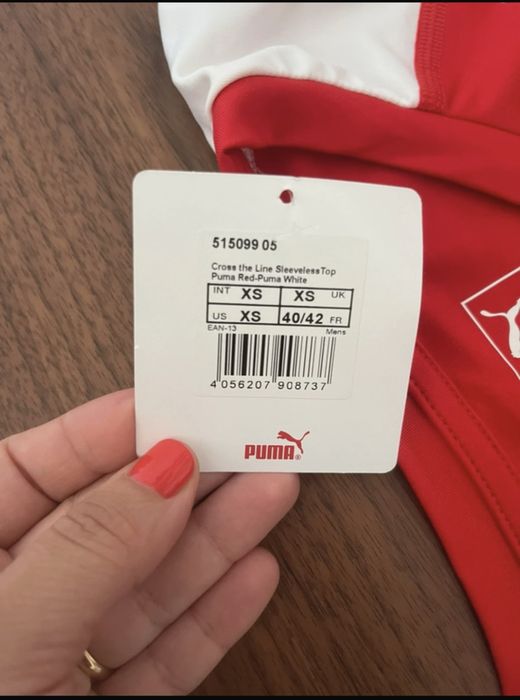 515099 05
Cross the Line Sleeveless Top
Puma Red-Puma White
INT XS XS UK
US XS 40/42 FR
EAN-13 Mens
4 056207 908737
PUMA®